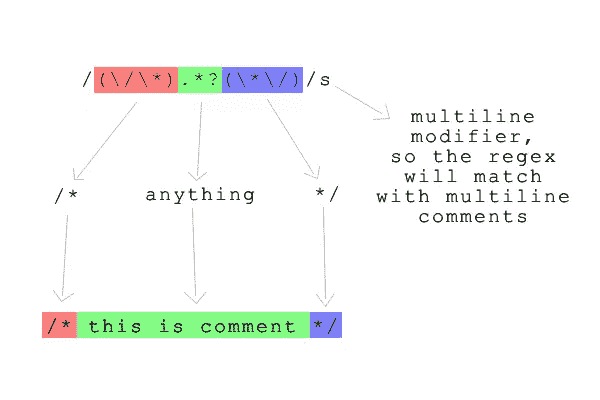 /(\/\*).*?(\*\/)/s
multiline
modifier,
so the regex
will match
with multiline
comments
/* anything */
/* this is comment */